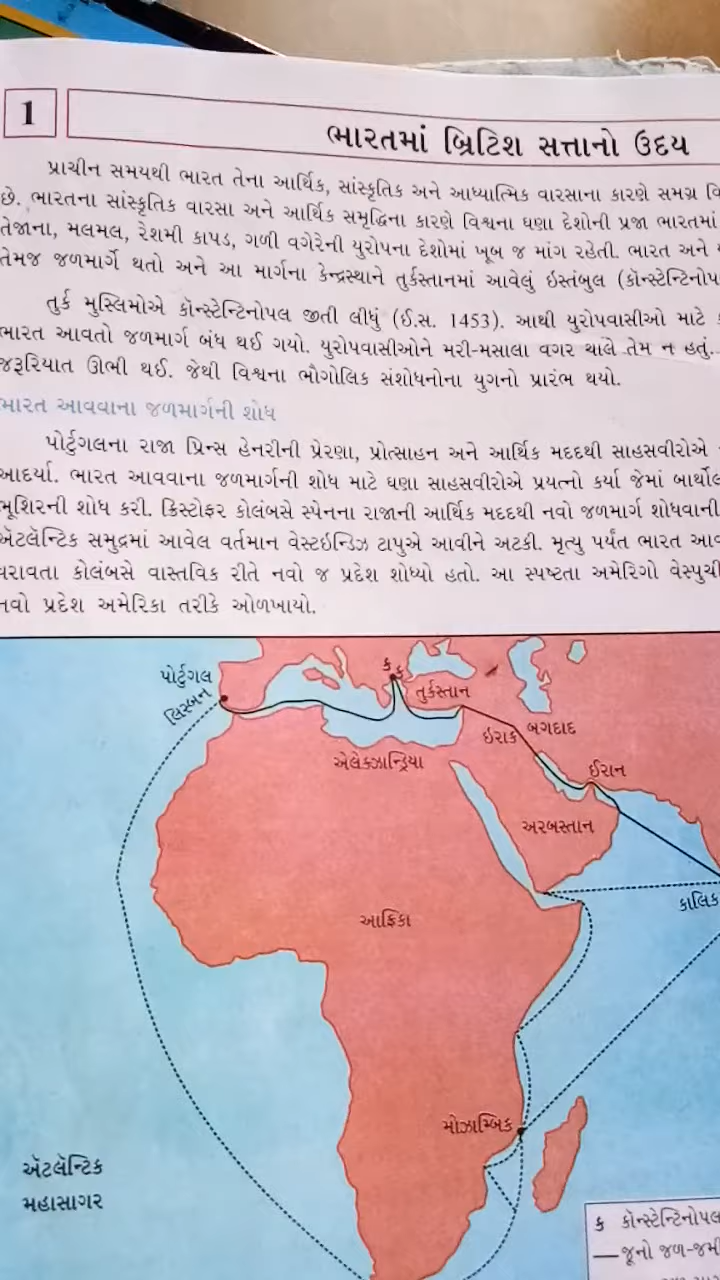 1
ભારતમાં બ્રિટિશ સત્તાનો ઉદય
પ્રાચીન સમયથી ભારત તેના આર્થિક, સાંસ્કૃતિક અને આધ્યાત્મિક વારસાના કારણે સમગ્ર
છે. ભારતના સાંસ્કૃતિક વારસા અને આર્થિક સમૃદ્ધિના કારણે વિશ્વના ઘણા દેશોની પ્રજા ભારતમાં
તેજાના, મલમલ, રેશમી કાપડ, ગળી વગેરેની યુરોપના દેશોમાં ખૂબ જ માંગ રહેતી. ભારત અને
તેમજ જળમાર્ગે થતો અને આ માર્ગના કેન્દ્રસ્થાને તુર્કસ્તાનમાં આવેલું ઇસ્તંબુલ
તુર્ક મુસ્લિમોએ કૉન્સ્ટેન્ટિનોપલ જીતી લીધું (ઈ.સ. 1453). આથી યુરોપવાસીઓ માટે
ભારત આવતો જળમાર્ગ બંધ થઈ ગયો. યુરોપવાસીઓને મરી-મસાલા વગર ચાલે તેમ ન હતું.
જરૂરિયાત ઊભી થઈ. જેથી વિશ્વના ભૌગોલિક સંશોધનોના યુગનો પ્રારંભ થયો.
ભારત આવવાના જળમાર્ગની શોધ
પોર્ટુગલના રાજા પ્રિન્સ હેનરીની પ્રેરણા, પ્રોત્સાહન અને આર્થિક મદદથી સાહસવીરોએ
આદર્યા. ભારત આવવાના જળમાર્ગની શોધ માટે ઘણા સાહસવીરોએ પ્રયત્નો કર્યા જેમાં
ભૂશિરની શોધ કરી. ક્રિસ્ટોફર કોલંબસે સ્પેનના રાજાની આર્થિક મદદથી નવો જળમાર્ગ શોધવાની
ઍટલૅન્ટિક સમુદ્રમાં આવેલ વર્તમાન વેસ્ટઇન્ડિઝ ટાપુએ આવીને અટકી. મૃત્યુ પર્યંત ભારત
ધરાવતા કોલંબસે વાસ્તવિક રીતે નવો જ પ્રદેશ શોધ્યો હતો. આ સ્પષ્ટતા અમેરિગો
નવો પ્રદેશ અમેરિકા તરીકે ઓળખાયો.
પોર્ટુગલ
લિસ્બન
ક
તુર્કસ્તાન
ઇરાક
બગદાદ
એલેક્ઝાન્ડ્રિયા
ઈરાન
અરબસ્તાન
આફ્રિકા
મોઝામ્બિક
ઍટલૅન્ટિક
મહાસાગર
ક કૉન્સ્ટેન્ટિનોપલ
જૂનો